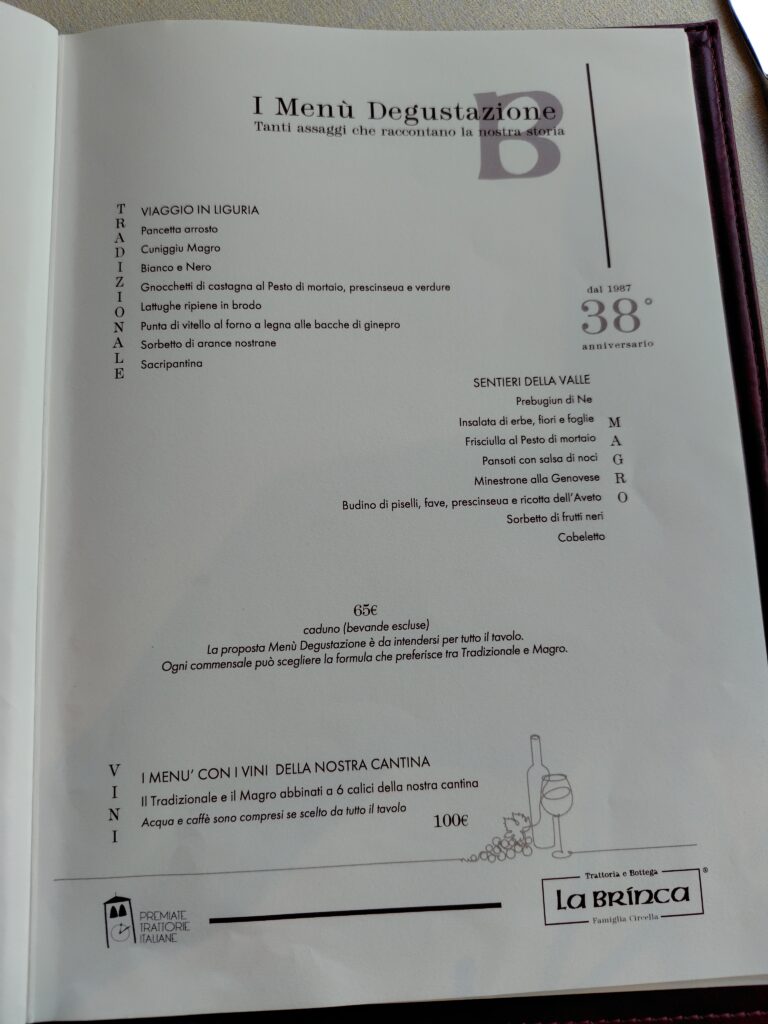 I Menù Degustazione
Tanti assaggi che raccontano la nostra storia
B
TRADIZIONALE
VIAGGIO IN LIGURIA
Pancetta arrosto
Cuniggiu Magro
Bianco e Nero
Gnocchetti di castagna al Pesto di mortaio, prescinseua e verdure
Lattughe ripiene in brodo
Punta di vitello al forno a legna alle bacche di ginepro
Sorbetto di arance nostrane
Sacripantina
dal 1987
38°
anniversario
SENTIERI DELLA VALLE
Prebugiun di Ne
Insalata di erbe, fiori e foglie
Frisciulla al Pesto di mortaio
Pansoti con salsa di noci
Minestrone alla Genovese
Budino di piselli, fave, prescinseua e ricotta dell'Aveto
Sorbetto di frutti neri
Cobeletto
MAGRO
65€
caduno (bevande escluse)
La proposta Menù Degustazione è da intendersi per tutto il tavolo.
Ogni commensale può scegliere la formula che preferisce tra Tradizionale e Magro.
VINI
I MENU' CON I VINI DELLA NOSTRA CANTINA
Il Tradizionale e il Magro abbinati a 6 calici della nostra cantina
Acqua e caffè sono compresi se scelto da tutto il tavolo
100€
PREMIATE
TRATTORIE
ITALIANE
Trattoria e Bottega
LA BRINCA ®
Famiglia Circella